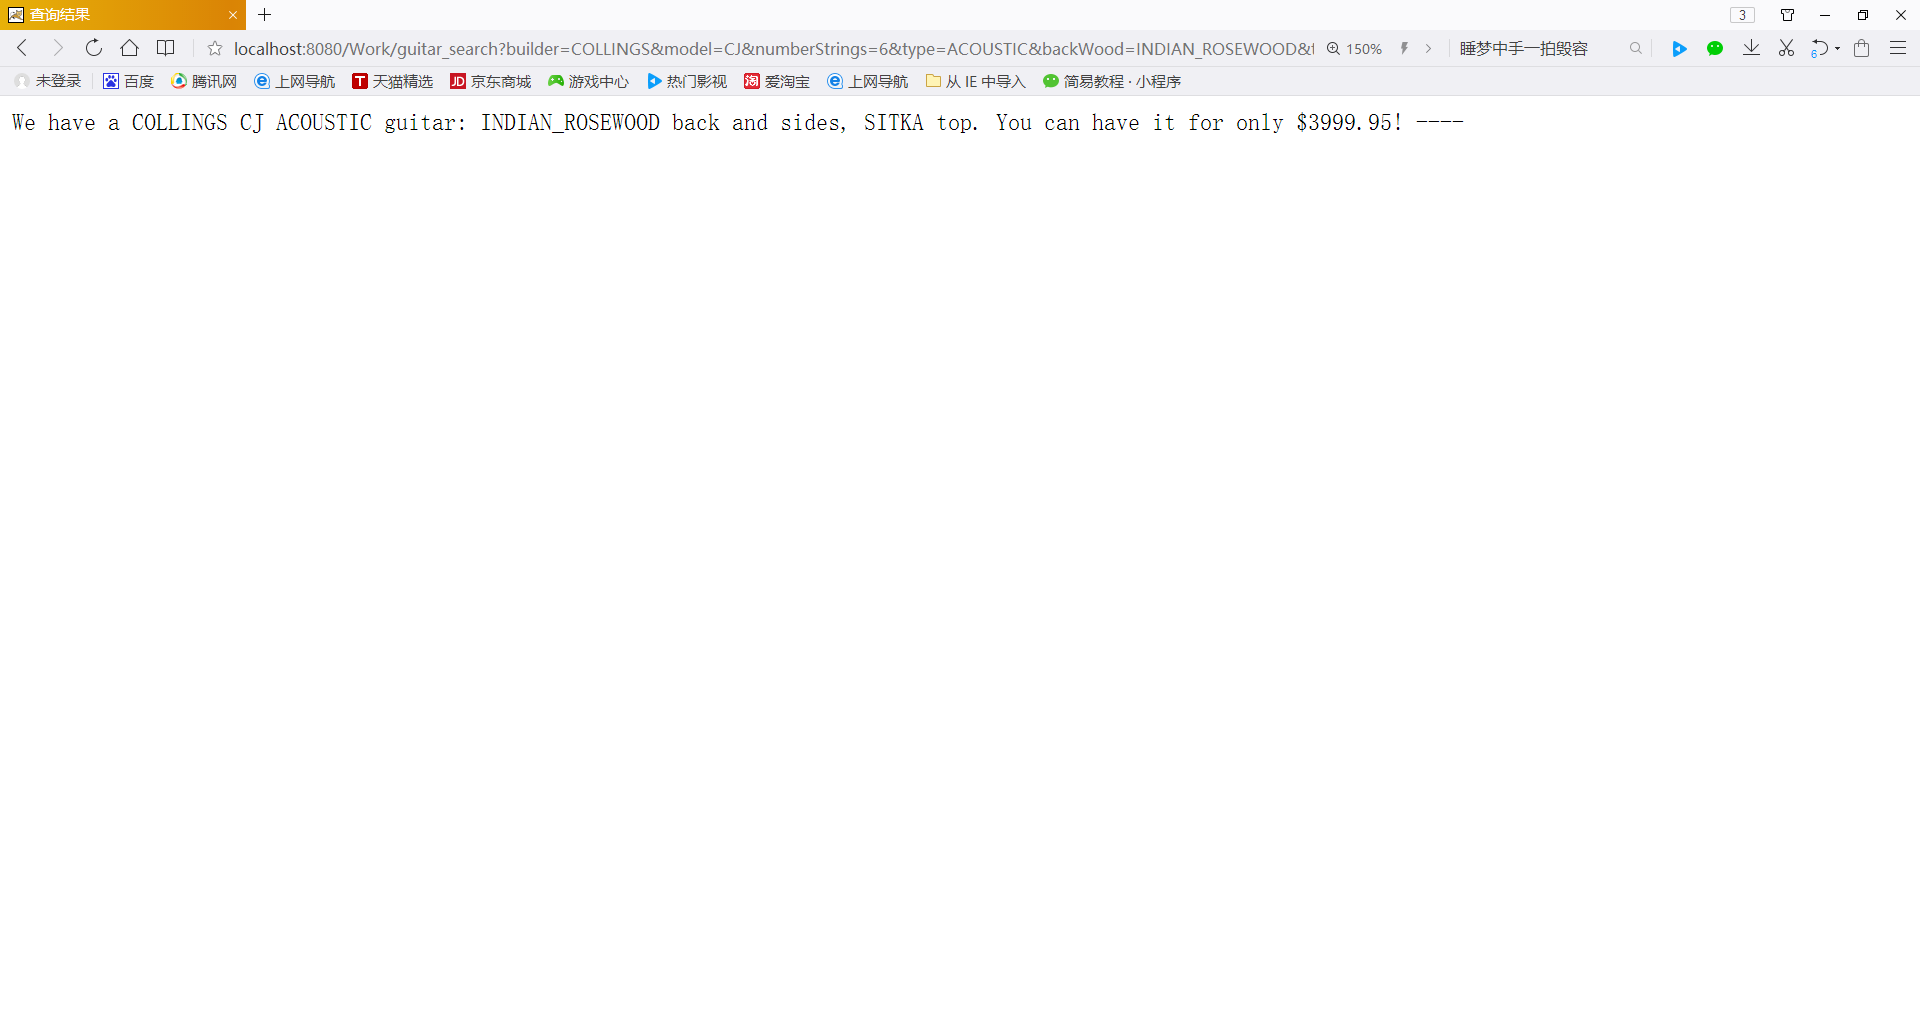 查询结果
3
localhost:8080/Work/guitar_search?builder=COLLINGS&model=CJ&numberStrings=6&type=ACOUSTIC&backWood=INDIAN_ROSEWOOD&t 150% 睡梦中手一拍毁容 6
未登录 百度 腾讯网 上网导航 T 天猫精选 JD 京东商城 游戏中心 热门影视 淘 爱淘宝 上网导航 从 IE 中导入 简易教程 · 小程序
We have a COLLINGS CJ ACOUSTIC guitar: INDIAN_ROSEWOOD back and sides, SITKA top. You can have it for only $3999.95! ----